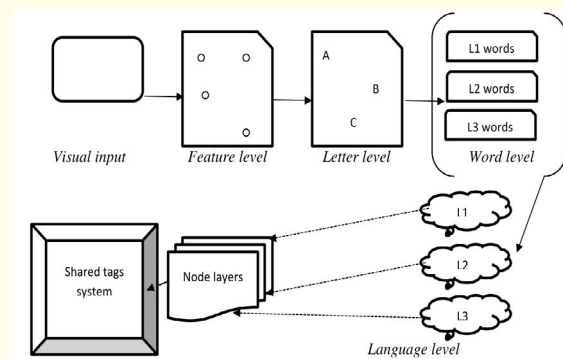 A
B
C
L1 words
L2 words
L3 words
Visual input
Feature level
Letter level
Word level
L1
L2
L3
Node layers
Shared tags
system
Language level